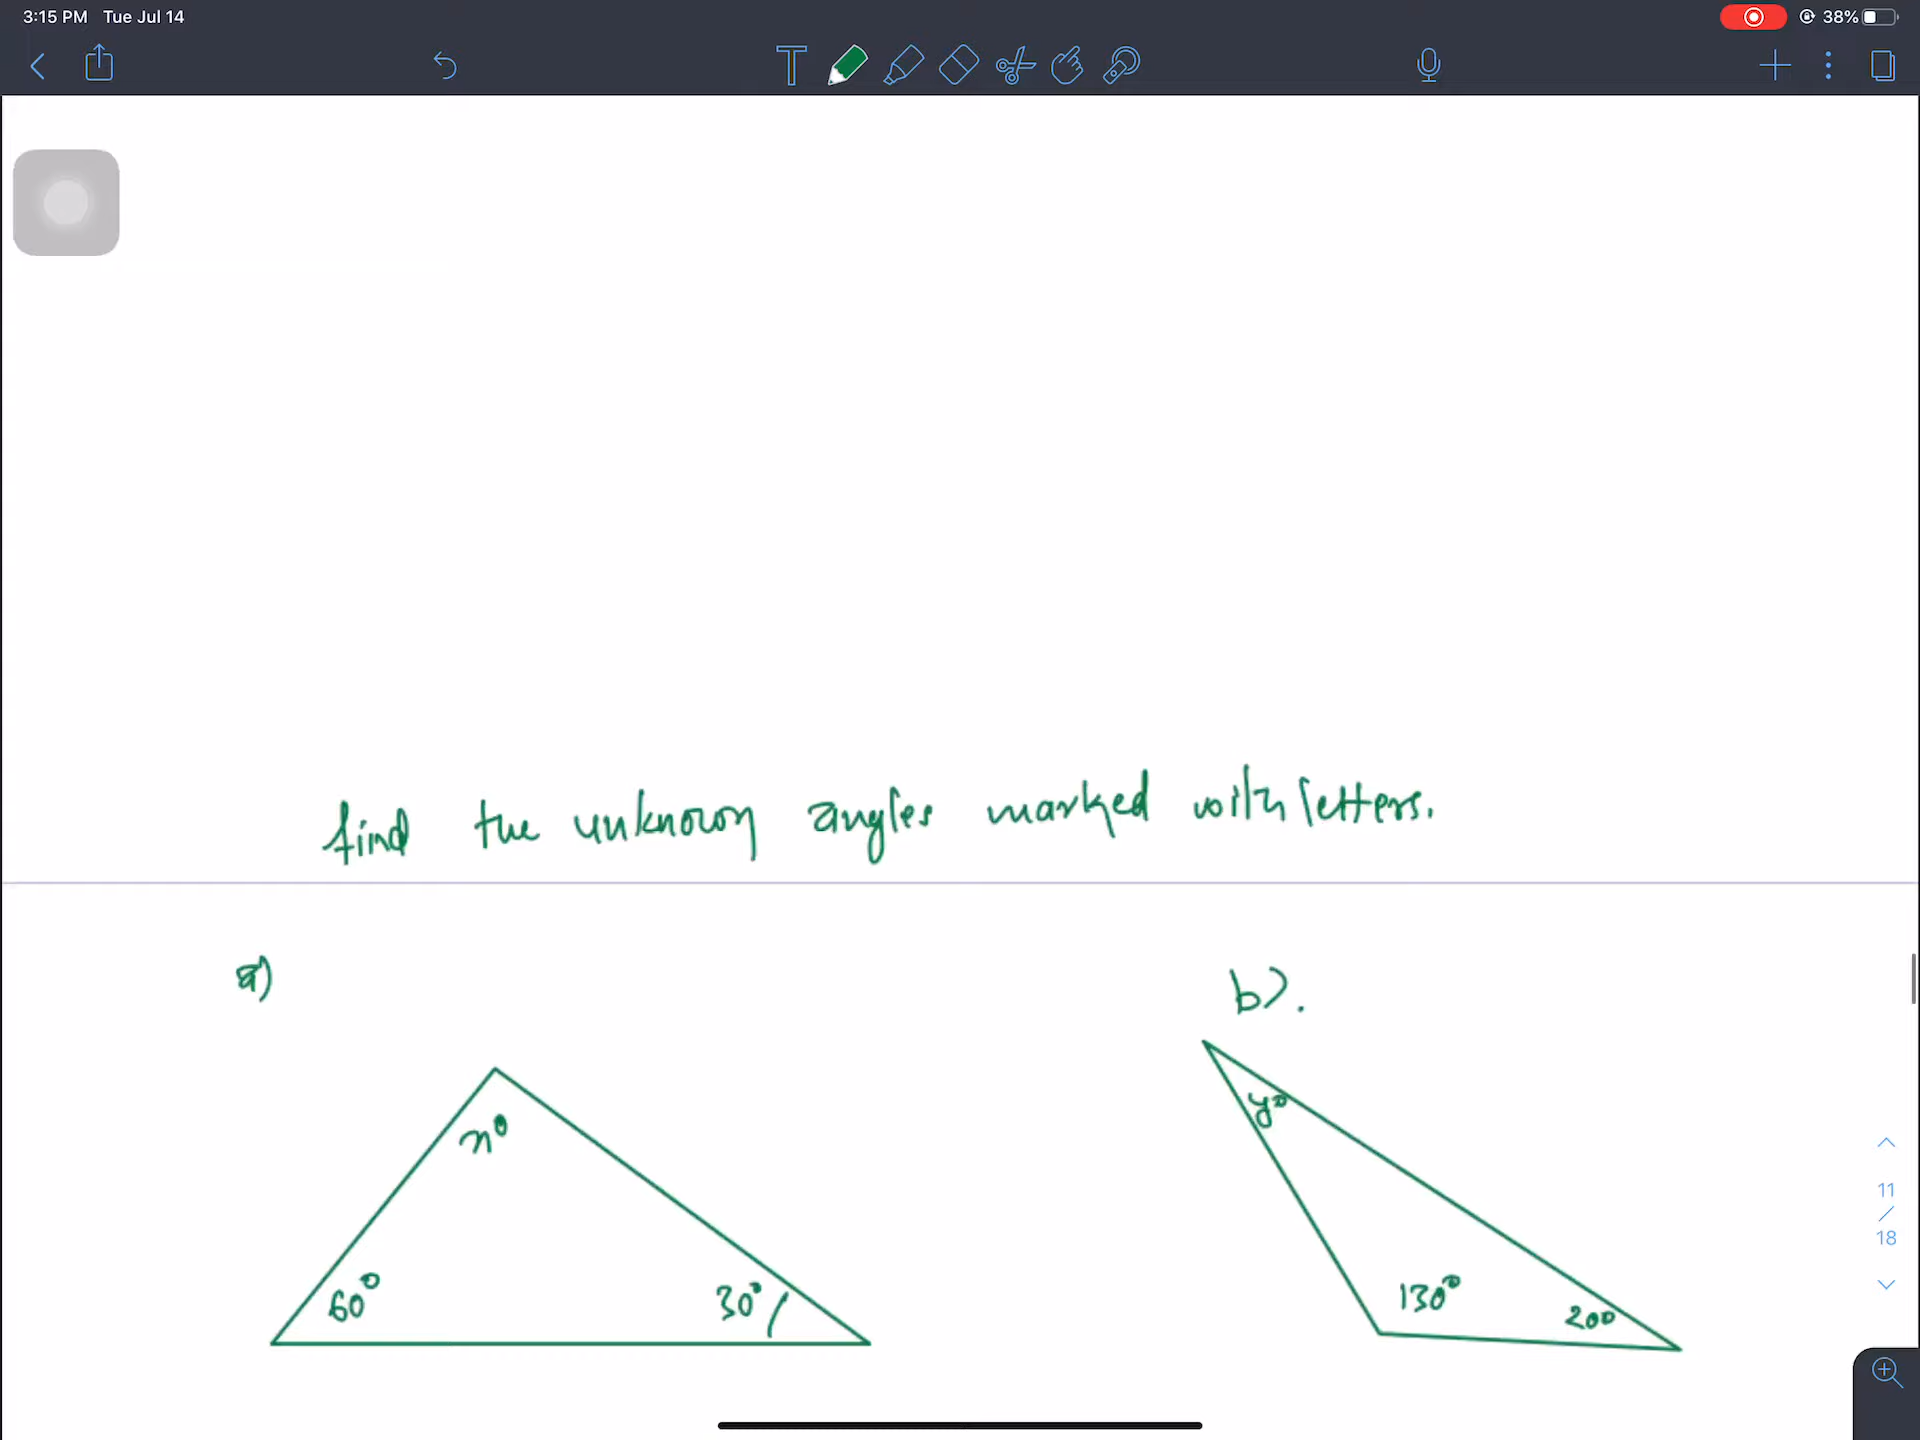 3:15 PM Tue Jul 14
38%
T
find the unknown angles marked with letters.
a)
b).
x°
y°
60°
30°
130°
20°
11
/
18